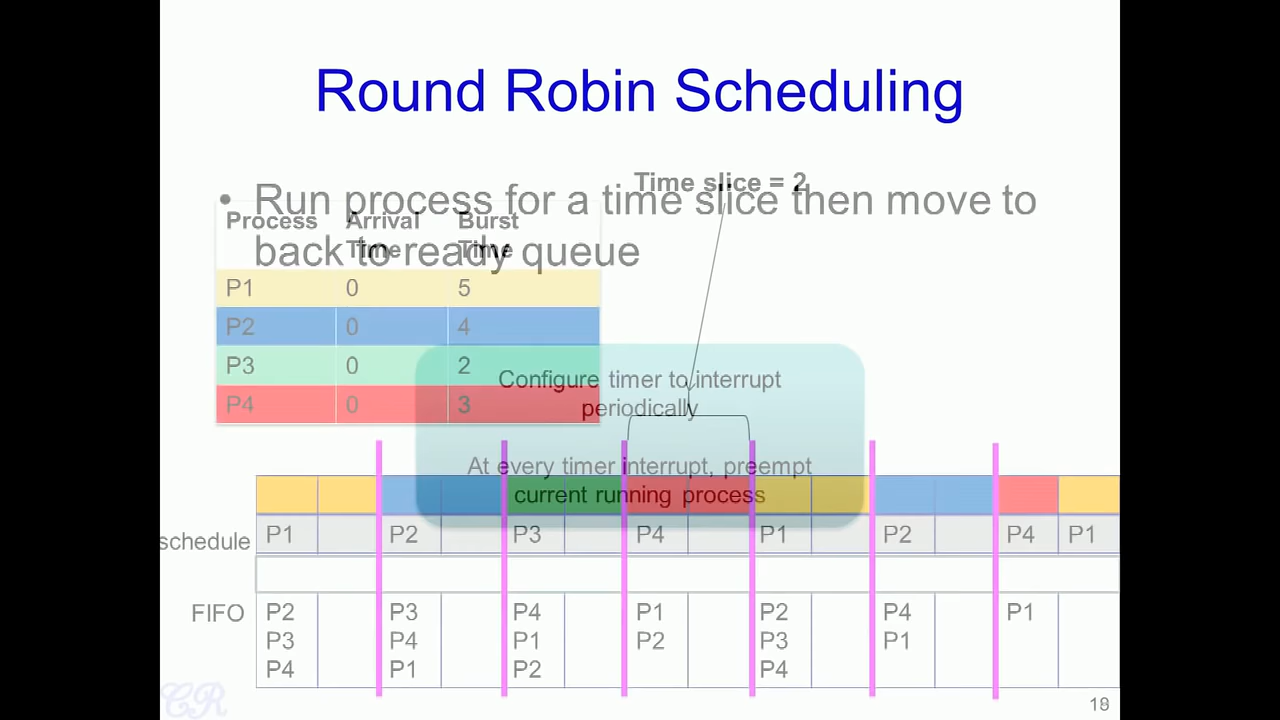 Round Robin Scheduling
Time slice = 2
• Run process for a time slice then move to
back to ready queue
Process Arrival Time Burst Time
P1 0 5
P2 0 4
P3 0 2
P4 0 3
Configure timer to interrupt
periodically
At every timer interrupt, preempt
current running process
schedule P1 P2 P3 P4 P1 P2 P4 P1
FIFO P2 P3 P4 P1 P2 P4 P1
P3 P4 P1 P2 P3 P1
P4 P1 P2 P4
CR